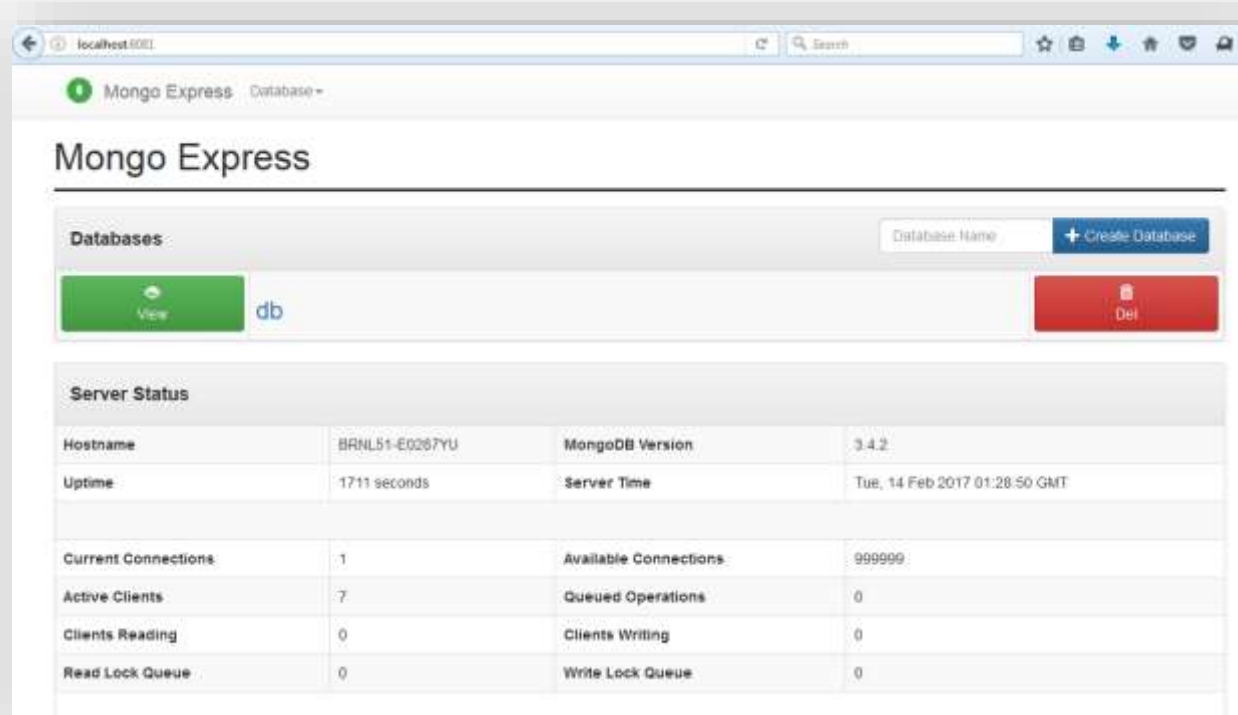 localhost:8081 Search
Mongo Express Database
Mongo Express
Databases Database Name + Create Database
View db Del
Server Status
Hostname BRNL51-E0267YU MongoDB Version 3.4.2
Uptime 1711 seconds Server Time Tue, 14 Feb 2017 01:28:50 GMT
Current Connections 1 Available Connections 999999
Active Clients 7 Queued Operations 0
Clients Reading 0 Clients Writing 0
Read Lock Queue 0 Write Lock Queue 0